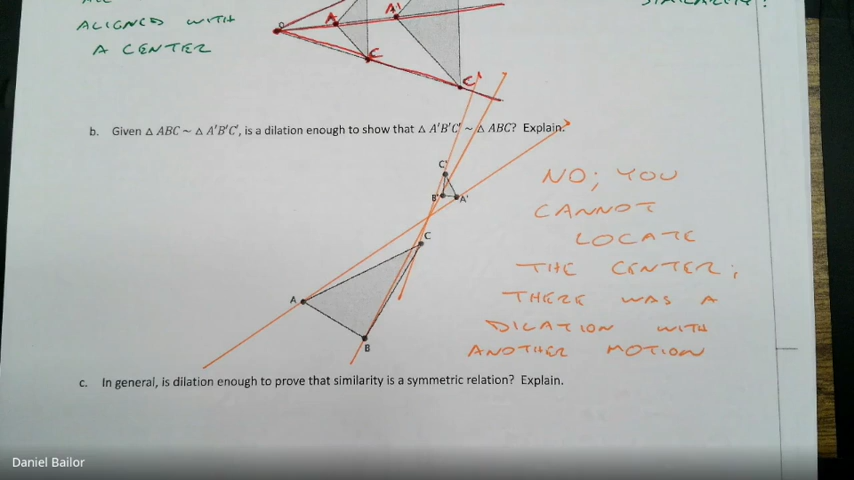 ALIGNED WITH
A CENTER
O
A
A'
C
C'
b. Given △ ABC ~ △ A'B'C', is a dilation enough to show that △ A'B'C' ~ △ ABC? Explain.
C'
B'
A'
C
A
B
NO; YOU
CANNOT
LOCATE
THE CENTER;
THERE WAS A
DILATION WITH
ANOTHER MOTION
c. In general, is dilation enough to prove that similarity is a symmetric relation? Explain.
Daniel Bailor